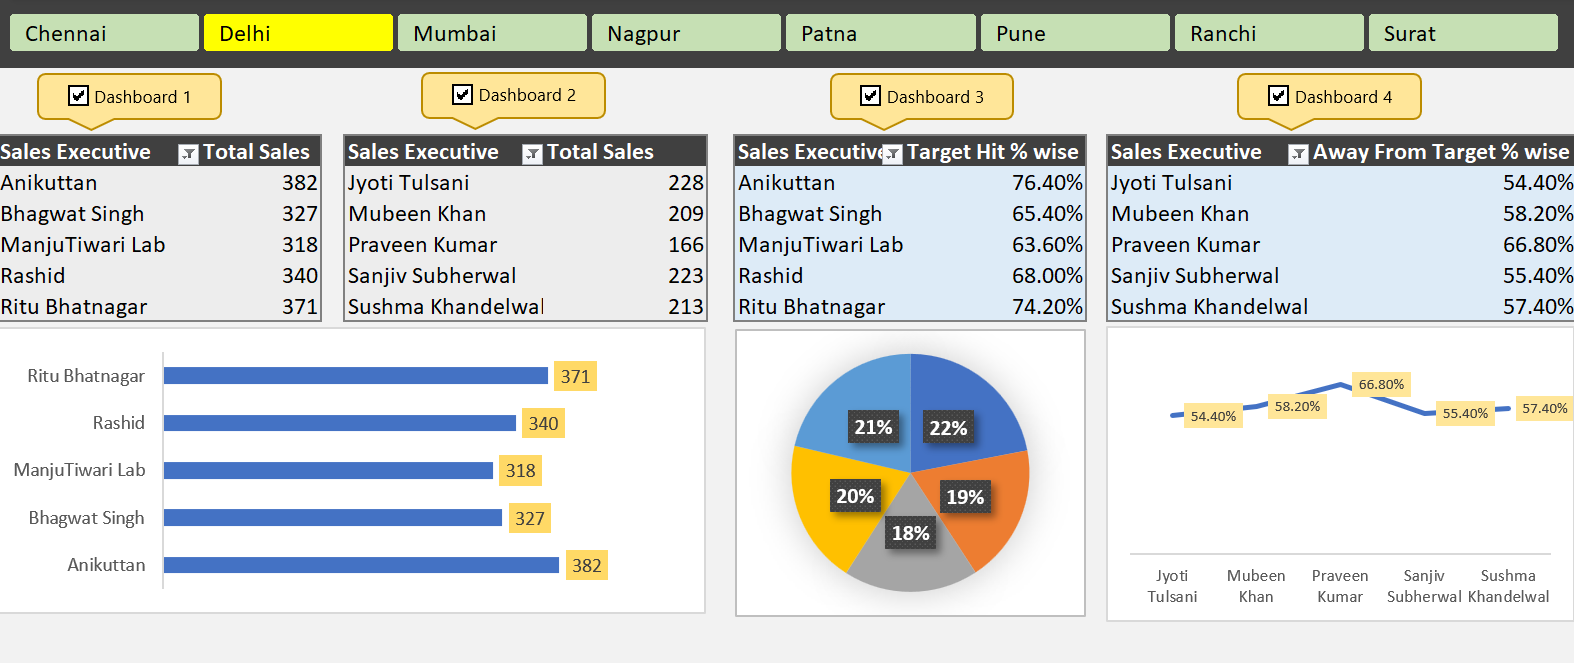 Chennai
Delhi
Mumbai
Nagpur
Patna
Pune
Ranchi
Surat
Dashboard 1
Dashboard 2
Dashboard 3
Dashboard 4
Sales Executive Total Sales
Anikuttan 382
Bhagwat Singh 327
ManjuTiwari Lab 318
Rashid 340
Ritu Bhatnagar 371
Sales Executive Total Sales
Jyoti Tulsani 228
Mubeen Khan 209
Praveen Kumar 166
Sanjiv Subherwal 223
Sushma Khandelwal 213
Sales Executive Target Hit % wise
Anikuttan 76.40%
Bhagwat Singh 65.40%
ManjuTiwari Lab 63.60%
Rashid 68.00%
Ritu Bhatnagar 74.20%
Sales Executive Away From Target % wise
Jyoti Tulsani 54.40%
Mubeen Khan 58.20%
Praveen Kumar 66.80%
Sanjiv Subherwal 55.40%
Sushma Khandelwal 57.40%
Ritu Bhatnagar 371
Rashid 340
ManjuTiwari Lab 318
Bhagwat Singh 327
Anikuttan 382
21% 22%
20% 19%
18%
54.40% 58.20% 66.80% 55.40% 57.40%
Jyoti Mubeen Praveen Sanjiv Sushma
Tulsani Khan Kumar Subherwal Khandelwal